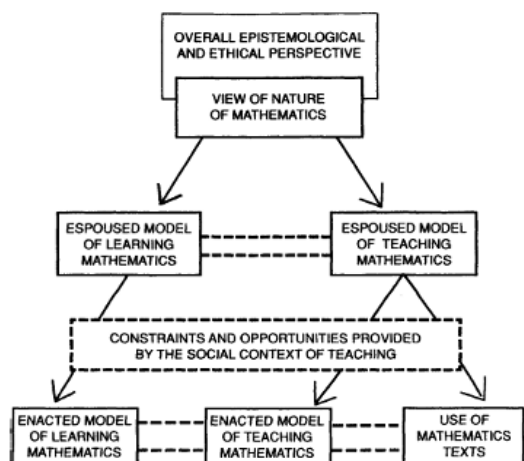 OVERALL EPISTEMOLOGICAL
AND ETHICAL PERSPECTIVE
VIEW OF NATURE
OF MATHEMATICS
ESPOUSED MODEL
OF LEARNING
MATHEMATICS
ESPOUSED MODEL
OF TEACHING
MATHEMATICS
CONSTRAINTS AND OPPORTUNITIES PROVIDED
BY THE SOCIAL CONTEXT OF TEACHING
ENACTED MODEL
OF LEARNING
MATHEMATICS
ENACTED MODEL
OF TEACHING
MATHEMATICS
USE OF
MATHEMATICS
TEXTS